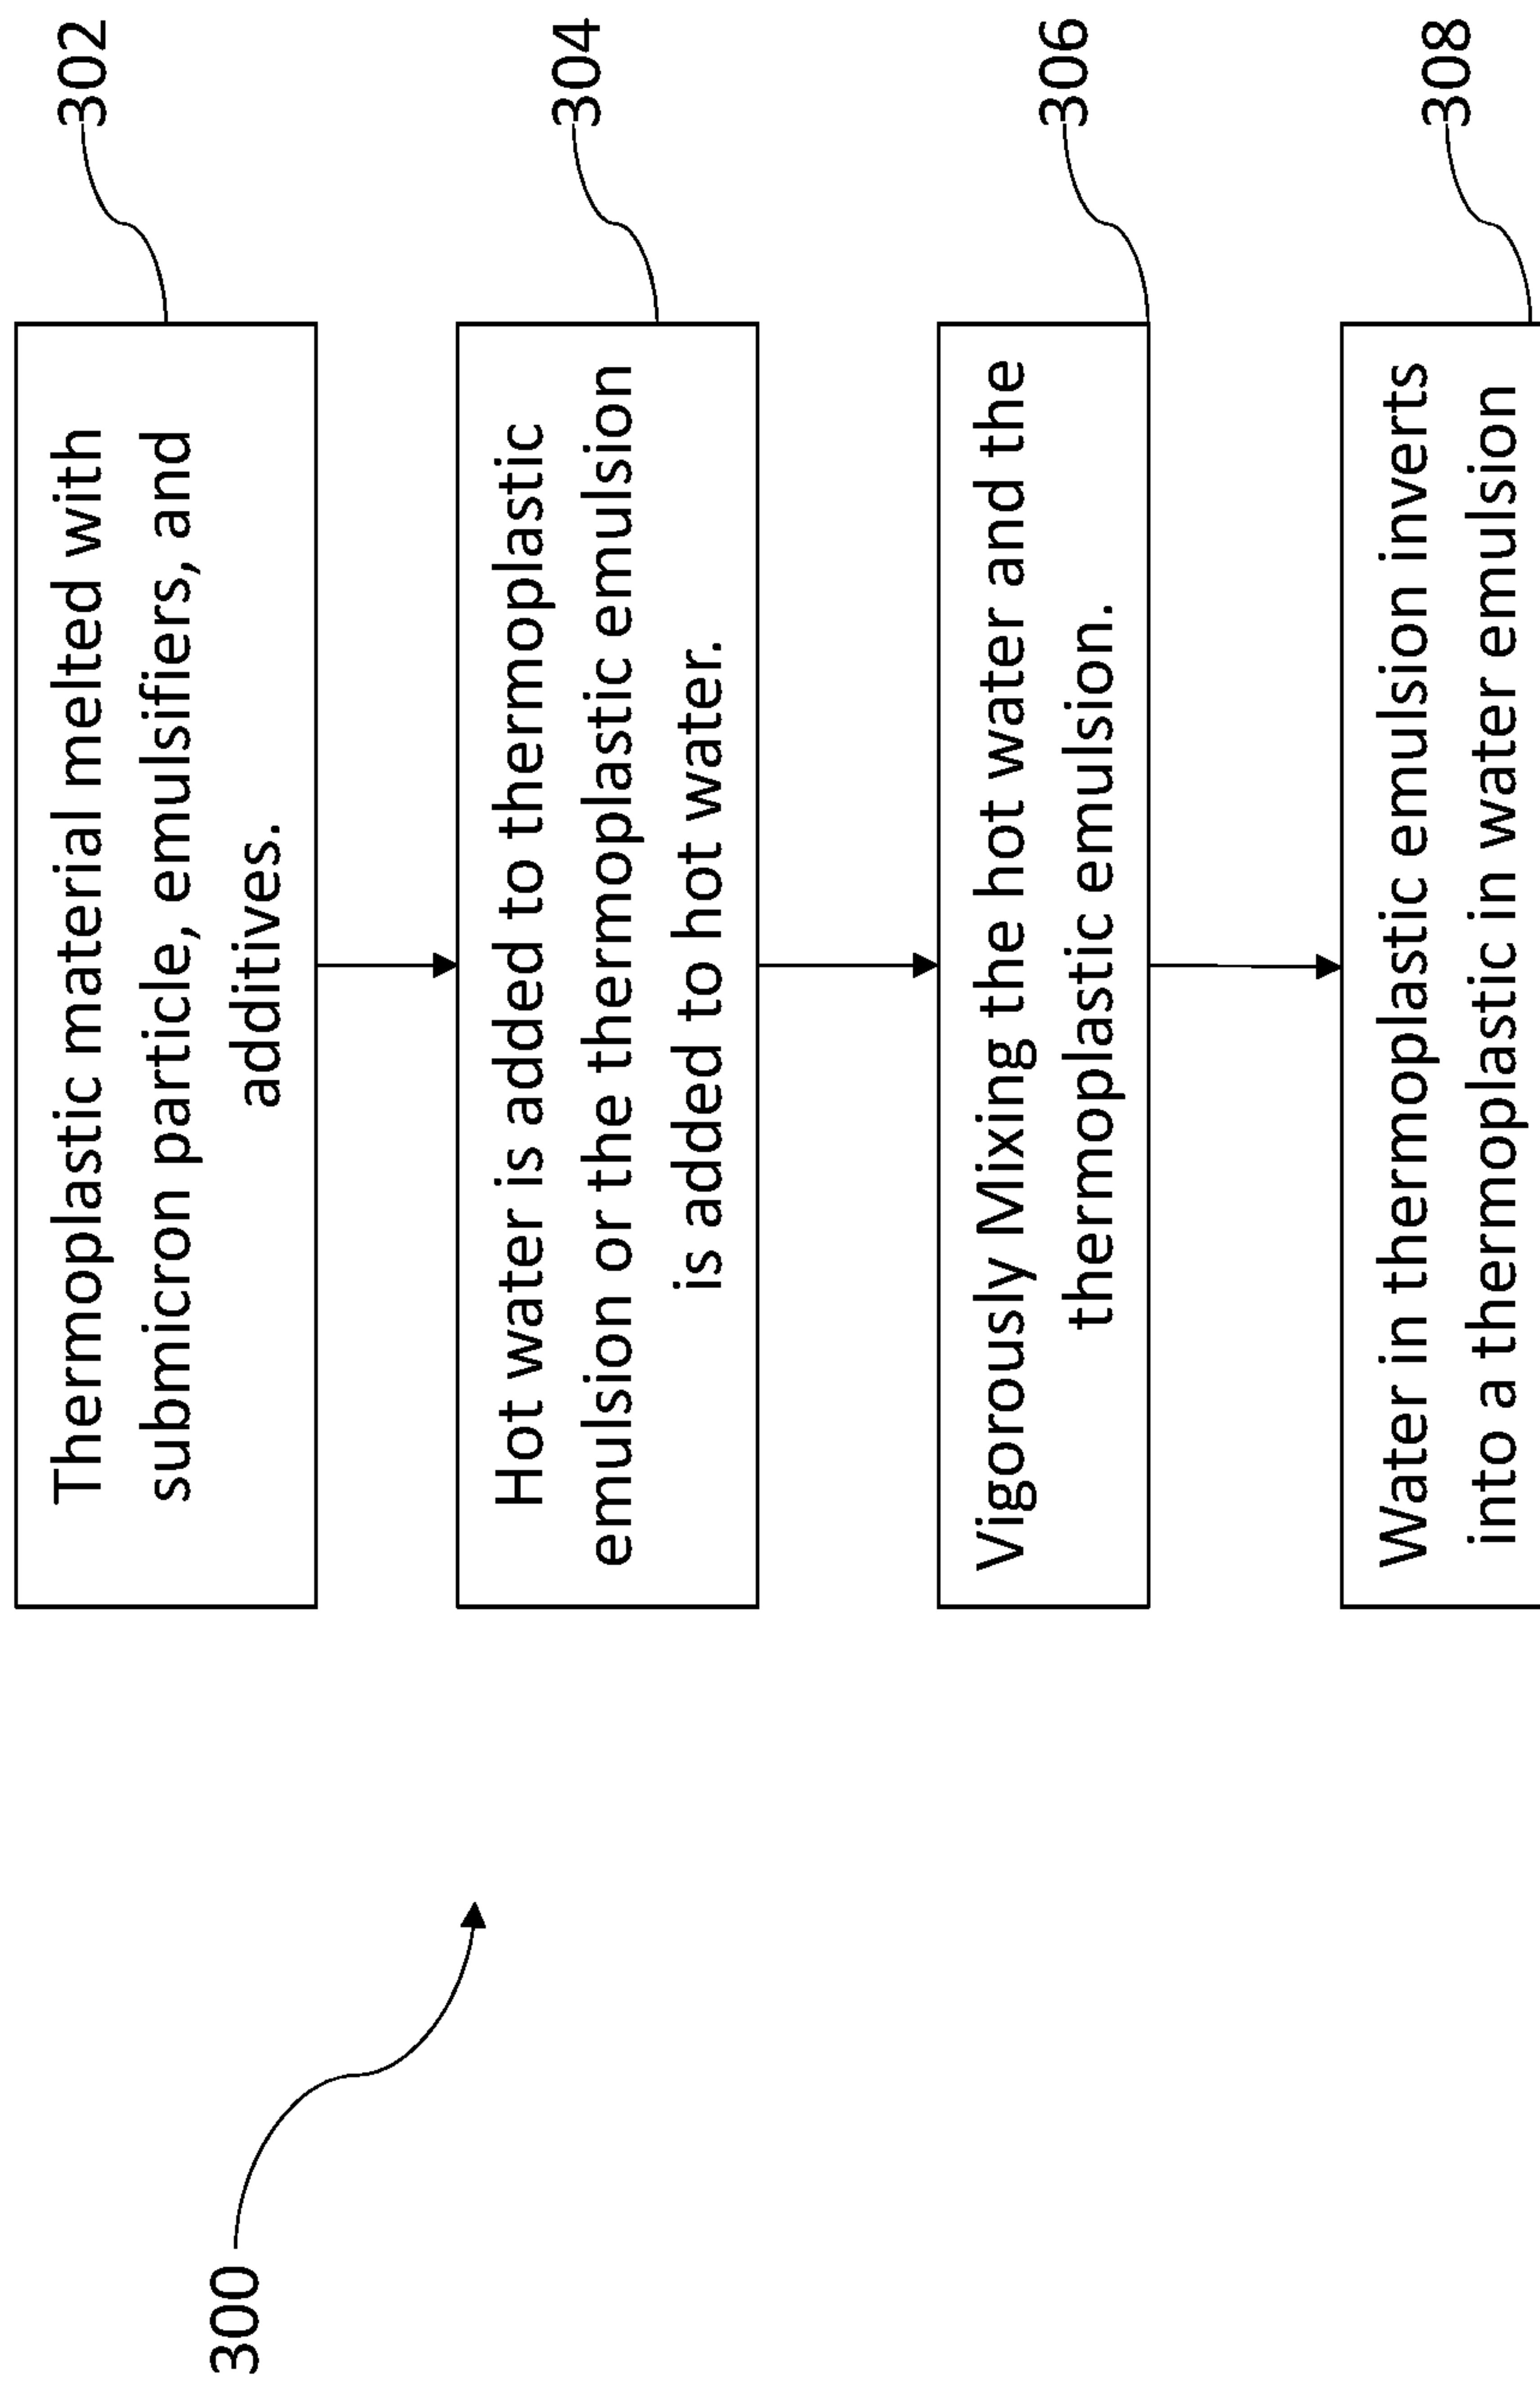 300
Thermoplastic material melted with
submicron particle, emulsifiers, and
additives.
302
Hot water is added to thermoplastic
emulsion or the thermoplastic emulsion
is added to hot water.
304
Vigorously Mixing the hot water and the
thermoplastic emulsion.
306
Water in thermoplastic emulsion inverts
into a thermoplastic in water emulsion
308